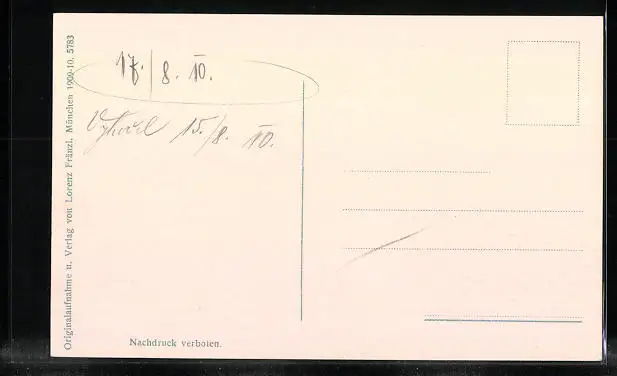 17./8. 10.
15./8. 10.
Nachdruck verboten.
Originalaufnahme u. Verlag von Lorenz Fränzl, München 1909-10. 5783